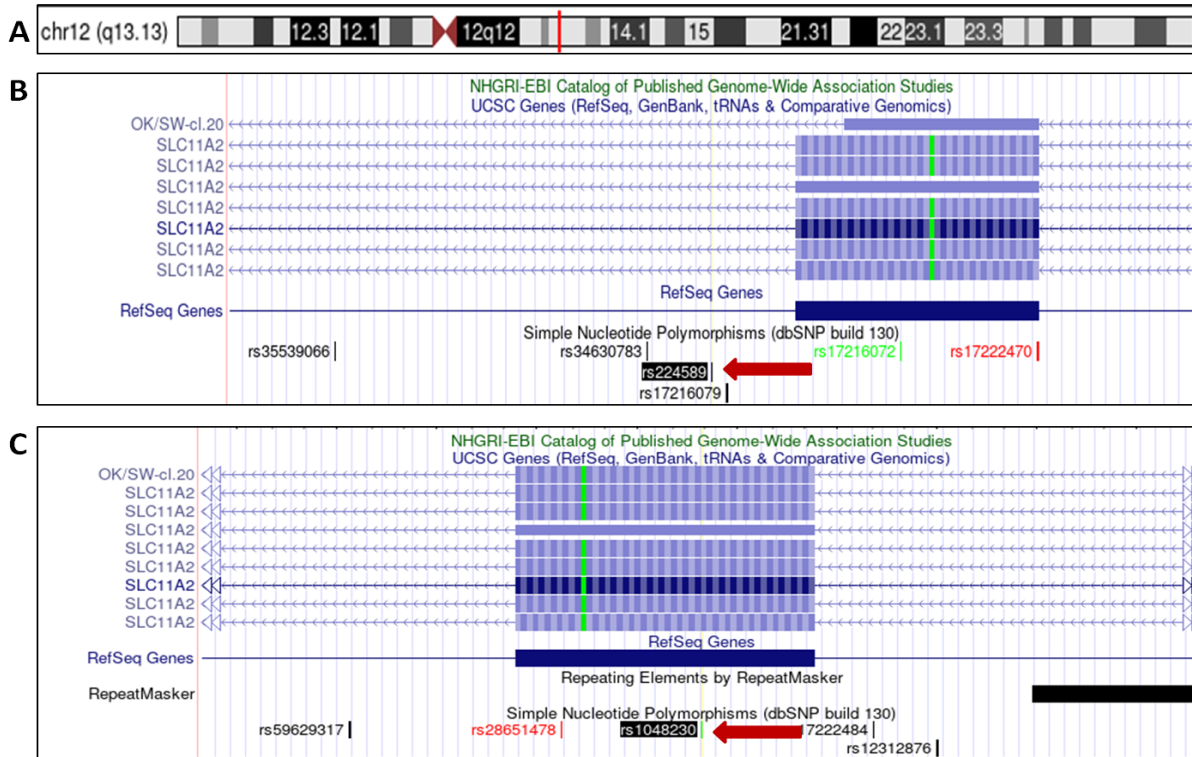 A
chr12 (q13.13) 12.3 12.1 12q12 14.1 15 21.31 22 23.1 23.3
B
NHGRI-EBI Catalog of Published Genome-Wide Association Studies
UCSC Genes (RefSeq, GenBank, tRNAs & Comparative Genomics)
OK/SW-cl.20
SLC11A2
SLC11A2
SLC11A2
SLC11A2
SLC11A2
SLC11A2
SLC11A2
RefSeq Genes
RefSeq Genes
Simple Nucleotide Polymorphisms (dbSNP build 130)
rs35539066 rs34630783 rs17216072 rs17222470
rs224589
rs17216079
C
NHGRI-EBI Catalog of Published Genome-Wide Association Studies
UCSC Genes (RefSeq, GenBank, tRNAs & Comparative Genomics)
OK/SW-cl.20
SLC11A2
SLC11A2
SLC11A2
SLC11A2
SLC11A2
SLC11A2
SLC11A2
SLC11A2
RefSeq Genes
RefSeq Genes
Repeating Elements by RepeatMasker
RepeatMasker
Simple Nucleotide Polymorphisms (dbSNP build 130)
rs59629317 rs28651478 rs1048230 17222484
rs12312876